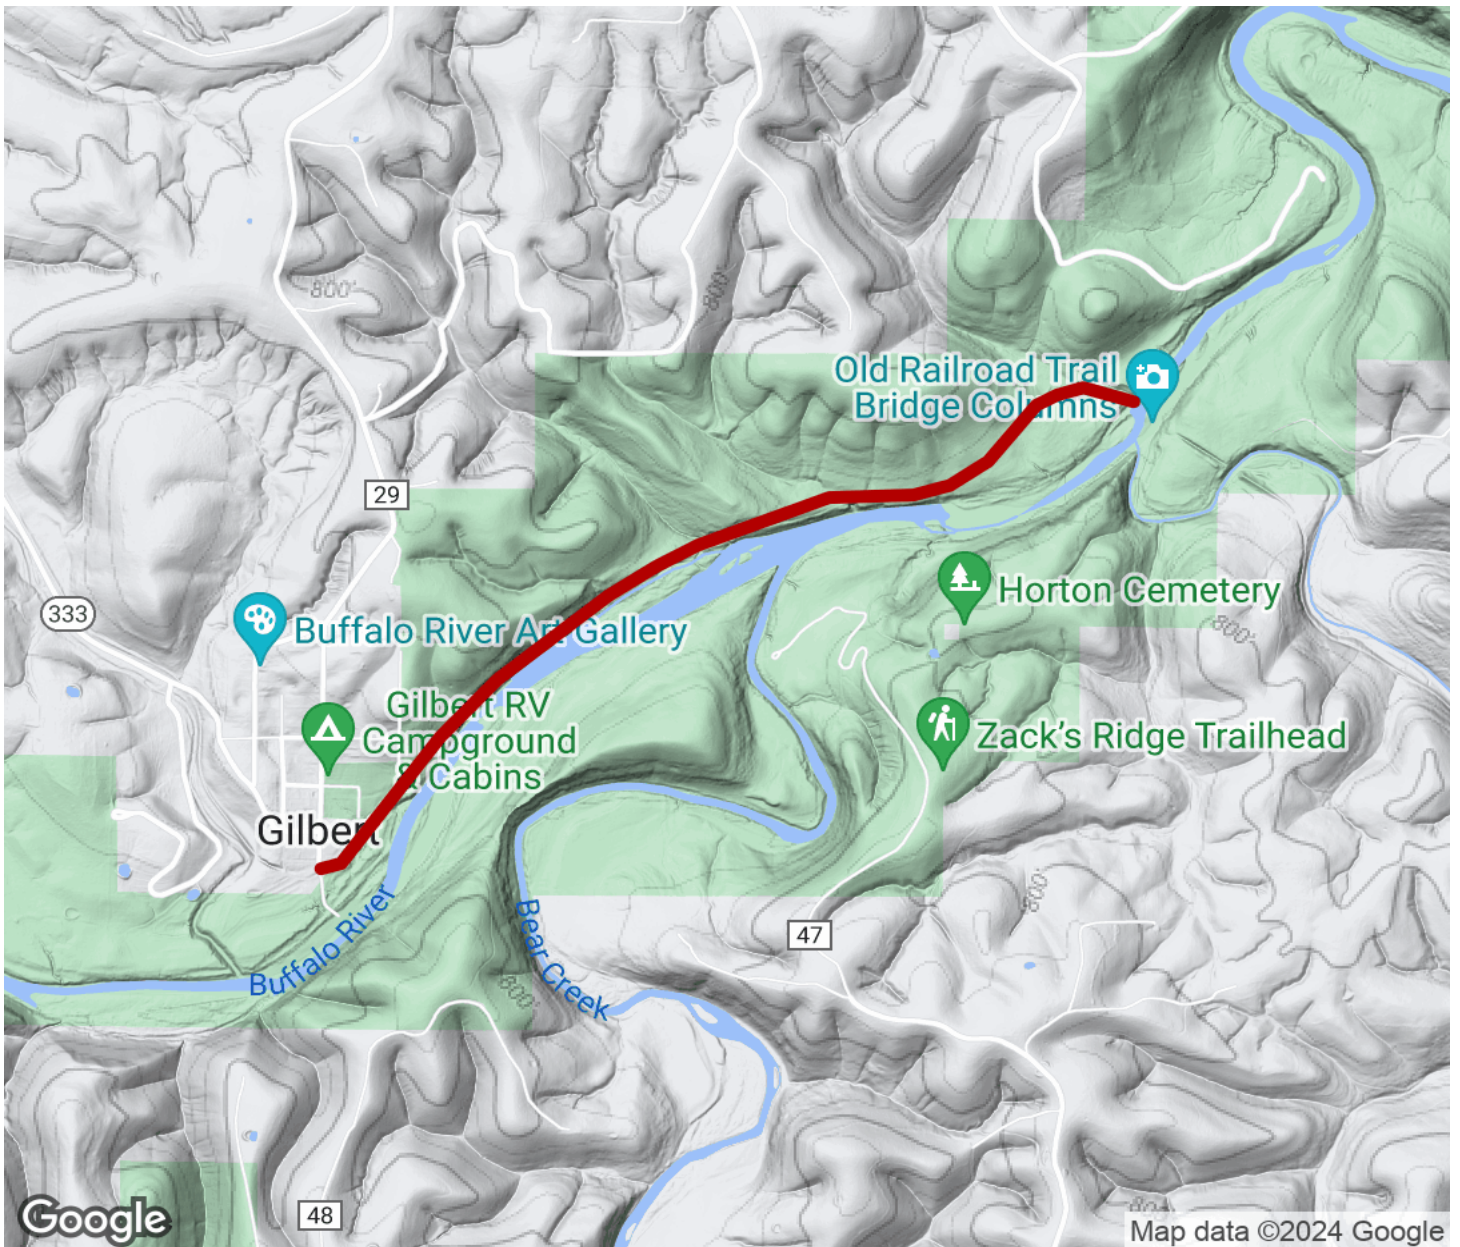 800'
800'
Old Railroad Trail
Bridge Columns
29
333
Buffalo River Art Gallery
Horton Cemetery
800'
Gilbert RV
Campground
& Cabins
Zack's Ridge Trailhead
Gilbert
800'
Buffalo River
Bear Creek
47
800'
48
800'
Google
Map data ©2024 Google